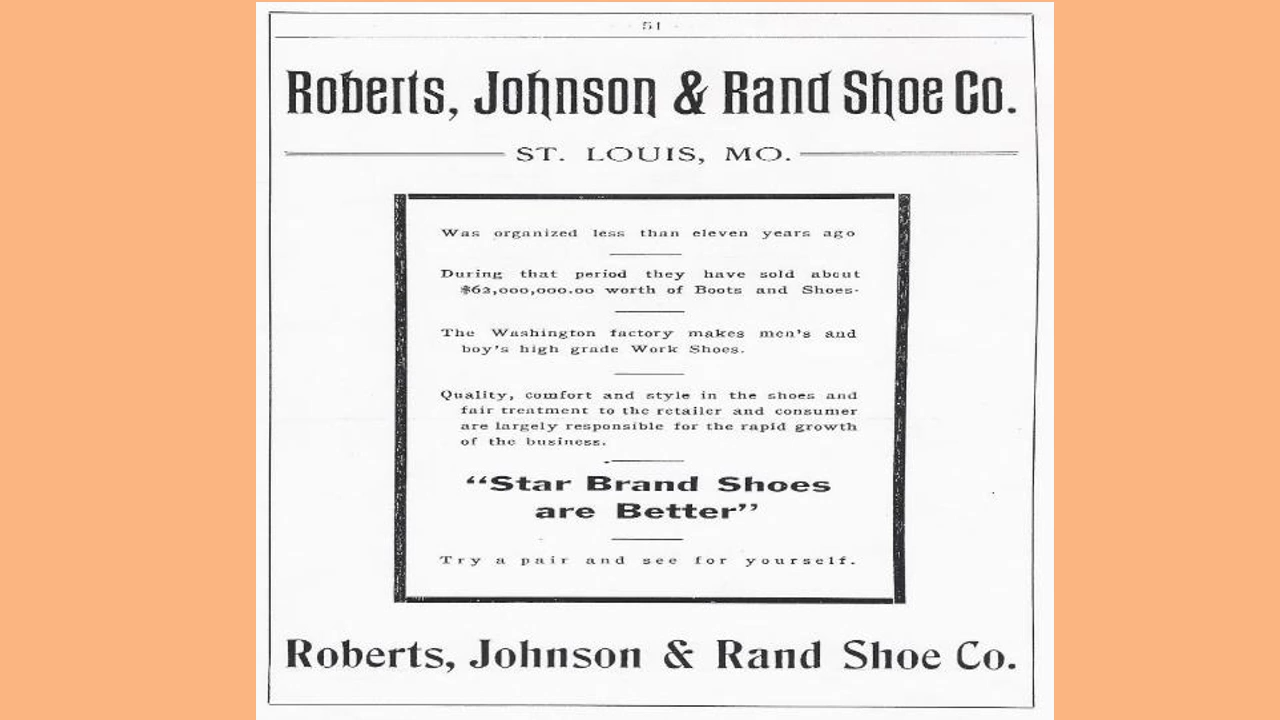 51
Roberts, Johnson & Rand Shoe Co.
ST. LOUIS, MO.
Was organized less than eleven years ago
During that period they have sold about
$62,000,000.00 worth of Boots and Shoes.
The Washington factory makes men's and
boy's high grade Work Shoes.
Quality, comfort and style in the shoes and
fair treatment to the retailer and consumer
are largely responsible for the rapid growth
of the business.
"Star Brand Shoes
are Better"
Try a pair and see for yourself.
Roberts, Johnson & Rand Shoe Co.